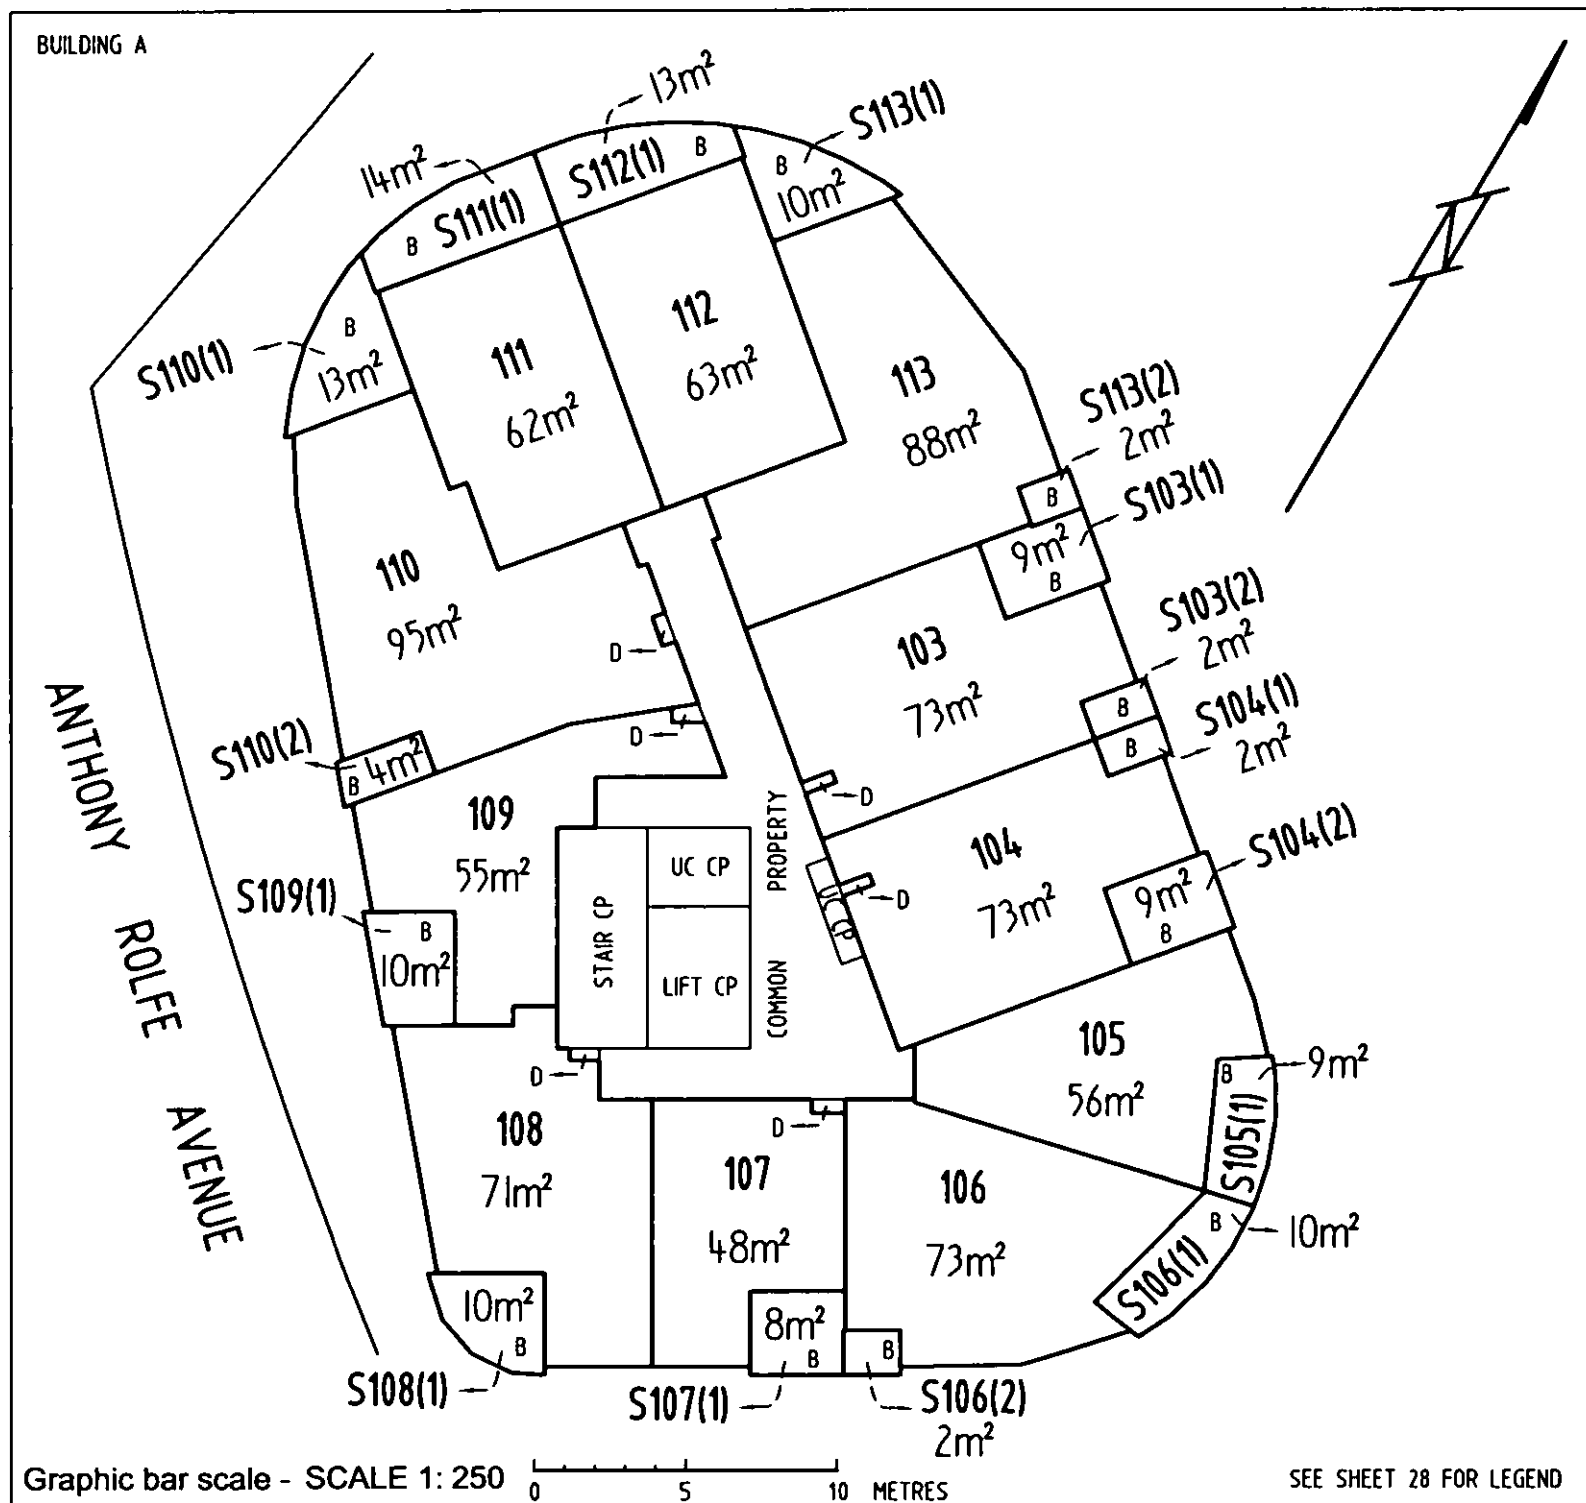 BUILDING A
13m²
S113(1)
14m²
S112(1)
B
B
10m²
S111(1)
B
B
S110(1)
13m²
112
63m²
111
62m²
113
88m²
S113(2)
2m²
B
S103(1)
9m²
B
110
95m²
D
S103(2)
2m²
103
73m²
B
S104(1)
2m²
B
D
S110(2)
4m²
B
109
55m²
D
PROPERTY
COMMON
UC CP
STAIR CP
LIFT CP
UC CP
D
104
73m²
S104(2)
9m²
B
S109(1)
B
10m²
ANTHONY
ROLFE
AVENUE
105
56m²
B
9m²
S105(1)
D
108
71m²
D
107
48m²
106
73m²
B
10m²
S106(1)
10m²
B
8m²
B
B
S108(1)
S107(1)
S106(2)
2m²
Graphic bar scale - SCALE 1: 250
0 5 10 METRES
SEE SHEET 28 FOR LEGEND
N